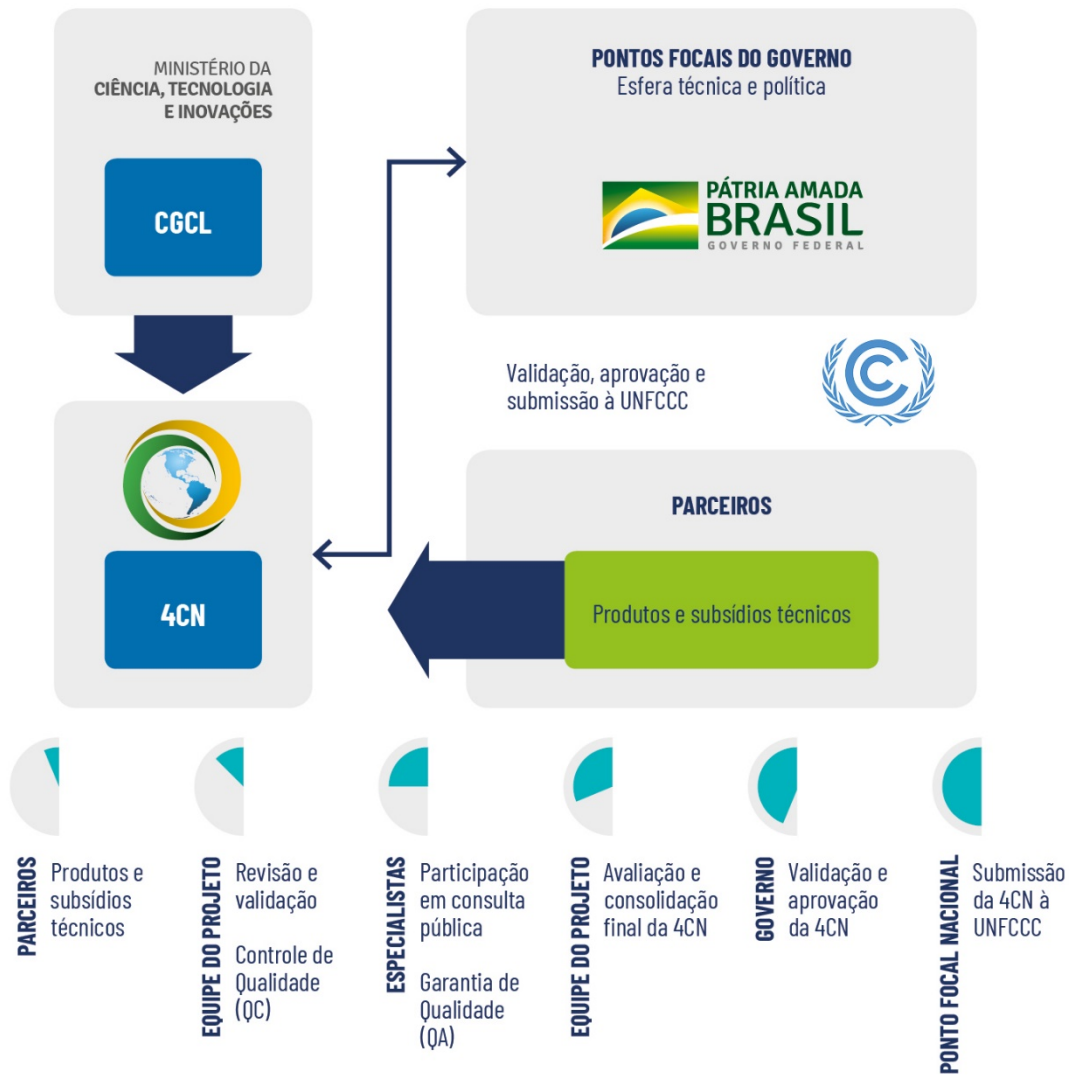 MINISTÉRIO DA
CIÊNCIA, TECNOLOGIA
E INOVAÇÕES
CGCL
PONTOS FOCAIS DO GOVERNO
Esfera técnica e política
PÁTRIA AMADA
BRASIL
GOVERNO FEDERAL
Validação, aprovação e
submissão à UNFCCC
4CN
PARCEIROS
Produtos e subsídios técnicos
PARCEIROS
Produtos e
subsídios
técnicos
EQUIPE DO PROJETO
Revisão e
validação
Controle de
Qualidade
(QC)
ESPECIALISTAS
Participação
em consulta
pública
Garantia de
Qualidade
(QA)
EQUIPE DO PROJETO
Avaliação e
consolidação
final da 4CN
GOVERNO
Validação e
aprovação
da 4CN
PONTO FOCAL NACIONAL
Submissão
da 4CN à
UNFCCC